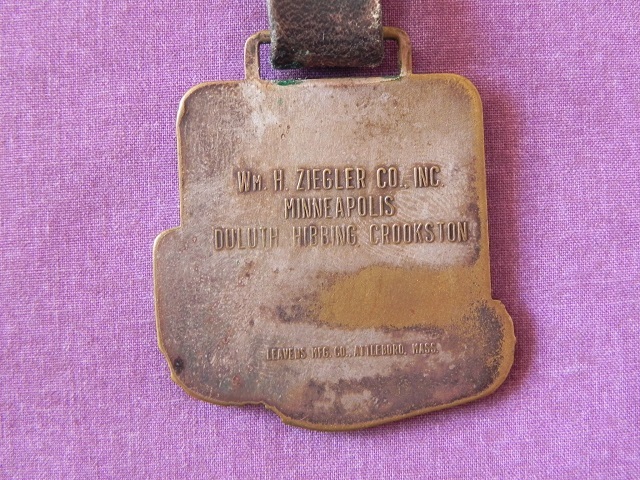 WM. H. ZIEGLER CO., INC.
MINNEAPOLIS
DULUTH HIBBING CROOKSTON
LEAVENS MFG. CO., ATTLEBORO, MASS.